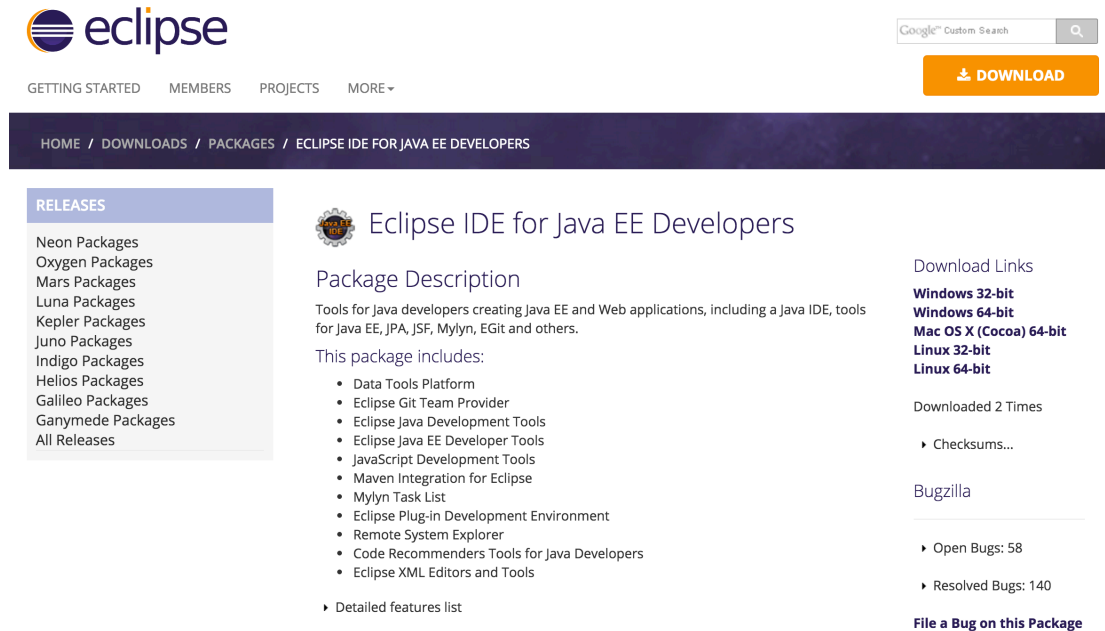 eclipse
Google™ Custom Search
DOWNLOAD
GETTING STARTED MEMBERS PROJECTS MORE
HOME / DOWNLOADS / PACKAGES / ECLIPSE IDE FOR JAVA EE DEVELOPERS
RELEASES
Neon Packages
Oxygen Packages
Mars Packages
Luna Packages
Kepler Packages
Juno Packages
Indigo Packages
Helios Packages
Galileo Packages
Ganymede Packages
All Releases
Java EE
IDE
Eclipse IDE for Java EE Developers
Package Description
Tools for Java developers creating Java EE and Web applications, including a Java IDE, tools
for Java EE, JPA, JSF, Mylyn, EGit and others.
This package includes:
• Data Tools Platform
• Eclipse Git Team Provider
• Eclipse Java Development Tools
• Eclipse Java EE Developer Tools
• JavaScript Development Tools
• Maven Integration for Eclipse
• Mylyn Task List
• Eclipse Plug-in Development Environment
• Remote System Explorer
• Code Recommenders Tools for Java Developers
• Eclipse XML Editors and Tools
Detailed features list
Download Links
Windows 32-bit
Windows 64-bit
Mac OS X (Cocoa) 64-bit
Linux 32-bit
Linux 64-bit
Downloaded 2 Times
Checksums...
Bugzilla
Open Bugs: 58
Resolved Bugs: 140
File a Bug on this Package